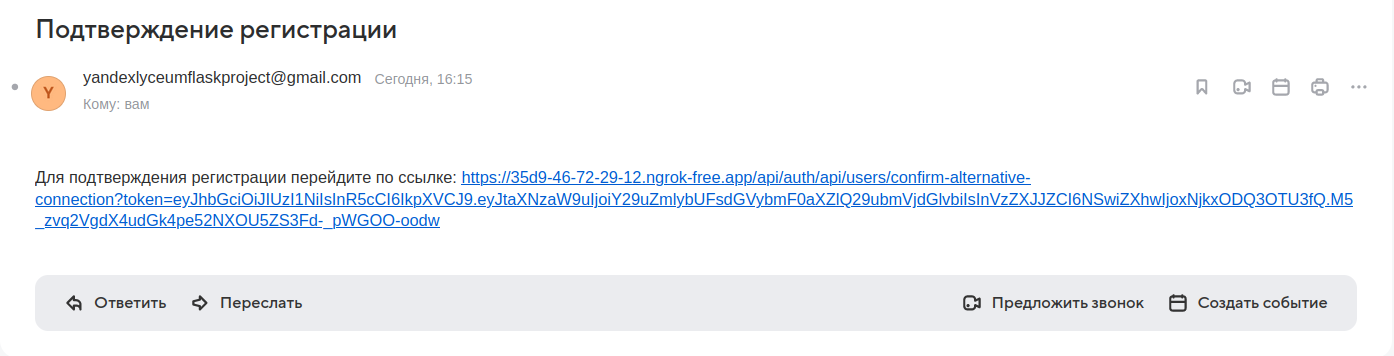 Подтверждение регистрации
Y
yandexlyceumflaskproject@gmail.com Сегодня, 16:15
Кому: вам
Для подтверждения регистрации перейдите по ссылке: https://35d9-46-72-29-12.ngrok-free.app/api/auth/api/users/confirm-alternative-
connection?token=eyJhbGciOiJIUzI1NiIsInR5cCI6IkpXVCJ9.eyJtaXNzaW9uIjoiY29uZmlybUFsdGVybmF0aXZlQ29ubmVjdGlvbiIsInVzZXJJZCI6NSwiZXhwIjoxNjkxODQ3OTU3fQ.M5
_zvq2VgdX4udGk4pe52NXOU5ZS3Fd-_pWGOO-oodw
Ответить Переслать Предложить звонок Создать событие